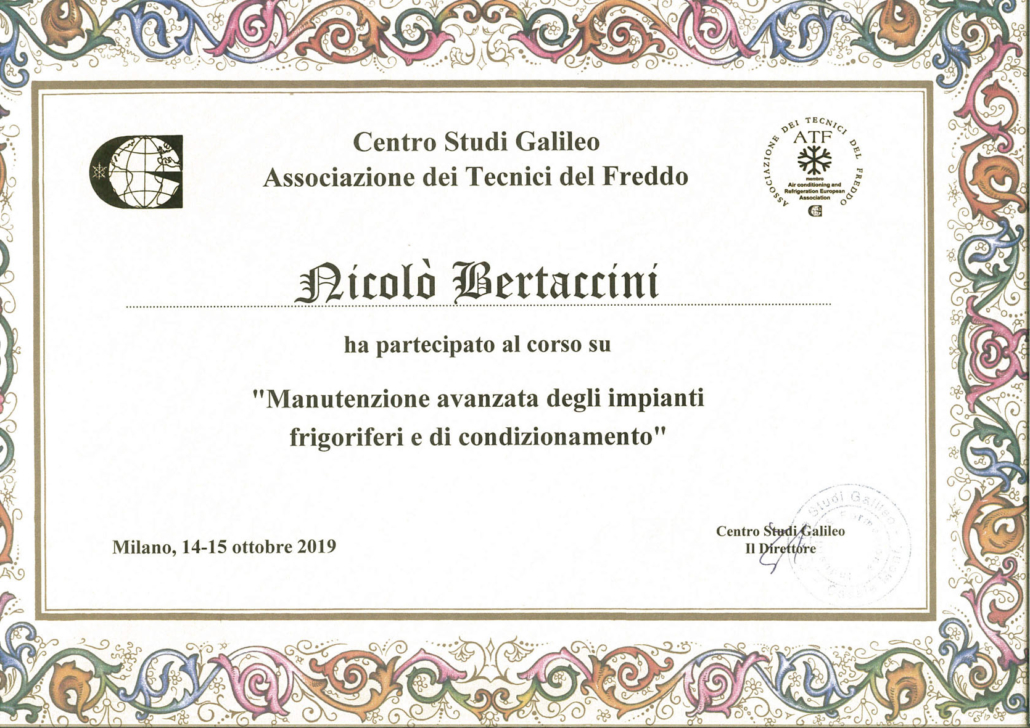 Centro Studi Galileo
Associazione dei Tecnici del Freddo
ASSOCIAZIONE DEI TECNICI DEL FREDDO
ATF
membro
Air conditioning and
Refrigeration European
Association
Nicolò Bertaccini
ha partecipato al corso su
"Manutenzione avanzata degli impianti
frigoriferi e di condizionamento"
Milano, 14-15 ottobre 2019
Centro Studi Galileo
Il Direttore
Studi Galileo